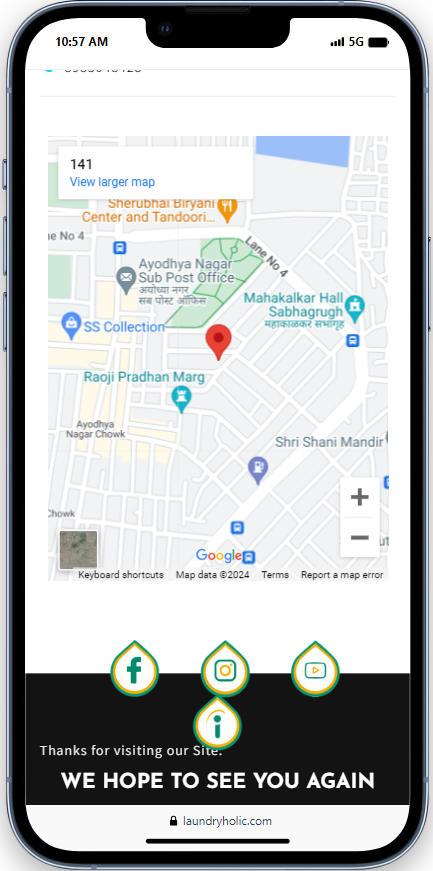 10:57 AM
5G
141
View larger map
Sherubhai Biryani
Center and Tandoori...
ne No 4
Lane No 4
Ayodhya Nagar
Sub Post Office
अयोध्या नगर
सब पोस्ट ऑफिस
Mahakalkar Hall
Sabhagrugh
महाकाळकर सभागृह
SS Collection
Raoji Pradhan Marg
Ayodhya
Nagar Chowk
Shri Shani Mandir
Chowk
Google
Keyboard shortcuts
Map data ©2024
Terms
Report a map error
Thanks for visiting our Site.
WE HOPE TO SEE YOU AGAIN
laundryholic.com